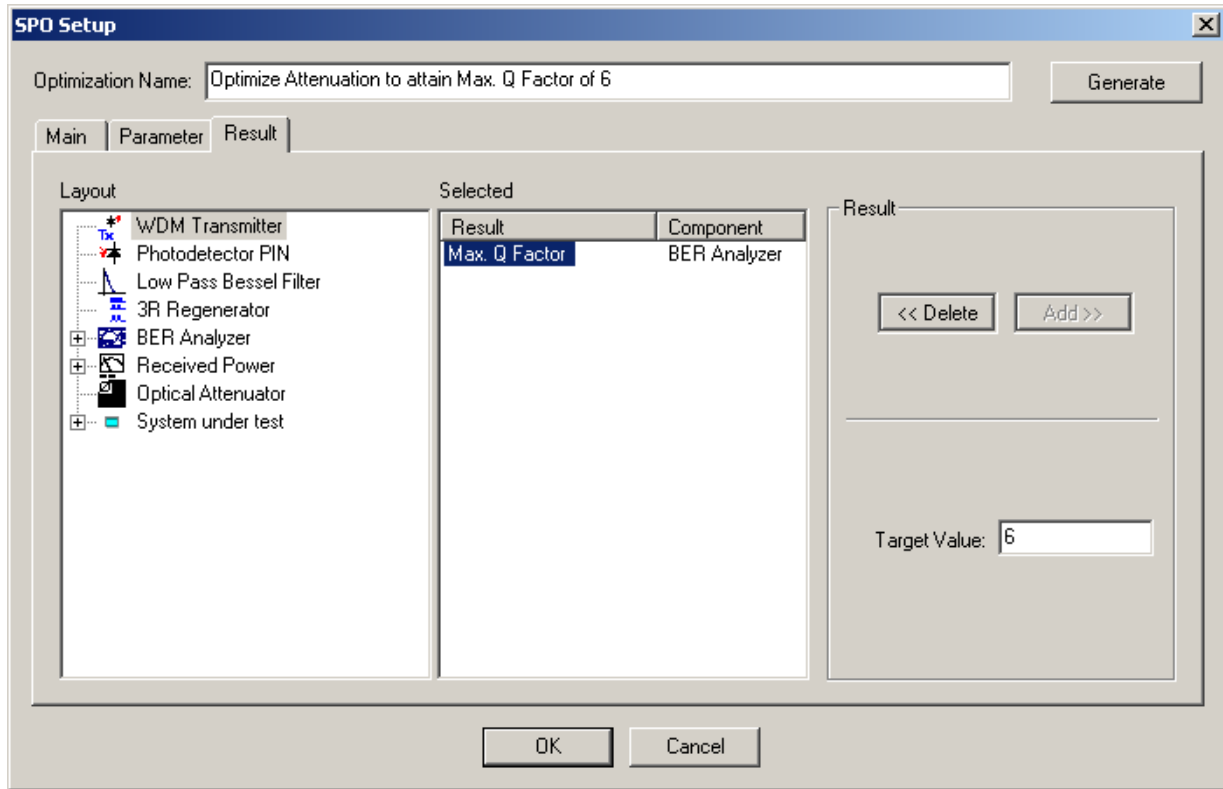 SPO Setup
Optimization Name: Optimize Attenuation to attain Max. Q Factor of 6 Generate
Main Parameter Result
Layout Selected Result
WDM Transmitter
Photodetector PIN
Low Pass Bessel Filter
3R Regenerator
BER Analyzer
Received Power
Optical Attenuator
System under test
Result Component
Max. Q Factor BER Analyzer
<< Delete Add >>
Target Value: 6
OK Cancel